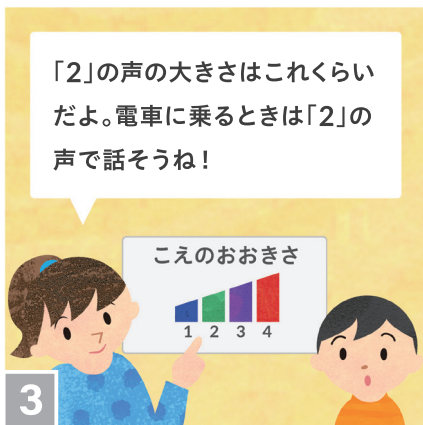 「2」の声の大きさはこれくらい
だよ。電車に乗るときは「2」の
声で話そうね！
こえのおおきさ
1 2 3 4
3